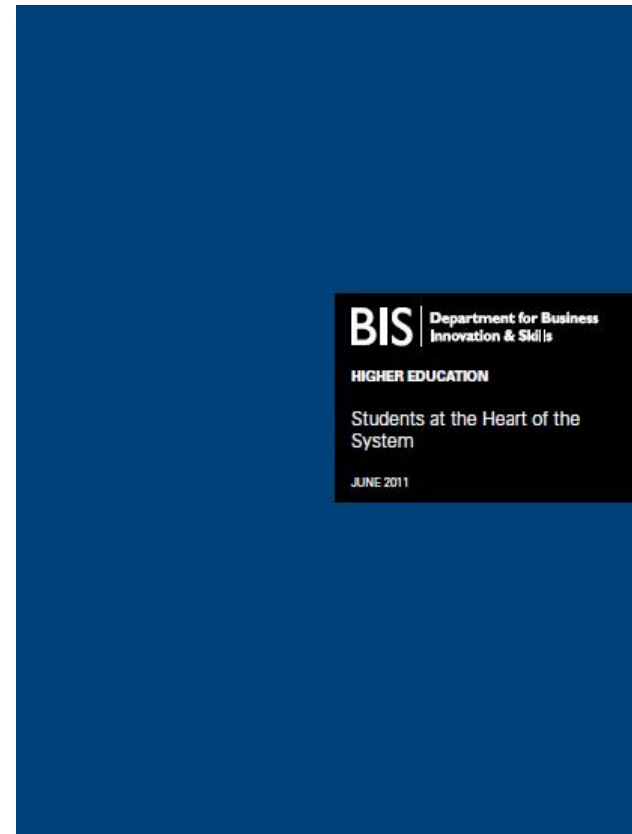 BIS
Department for Business
Innovation & Skills
HIGHER EDUCATION
Students at the Heart of the
System
JUNE 2011